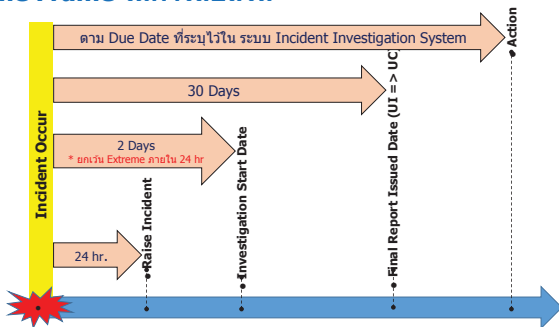 ตาม Due Date ที่ระบุไว้ใน ระบบ Incident Investigation System
30 Days
2 Days
* ยกเว้น Extreme ภายใน 24 hr
24 hr.
Incident Occur
Raise Incident
Investigation Start Date
Final Report Issued Date (UI => UC)
Action